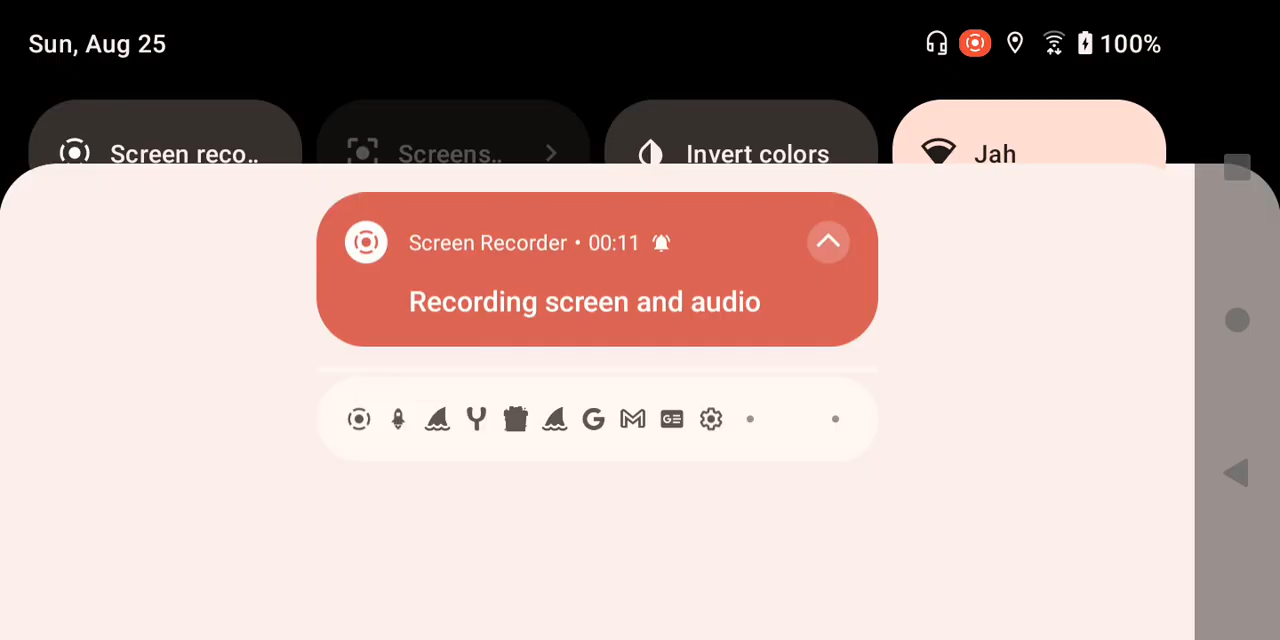 Sun, Aug 25
100%
Screen reco..
Screens..
Invert colors
Jah
Screen Recorder • 00:11
Recording screen and audio